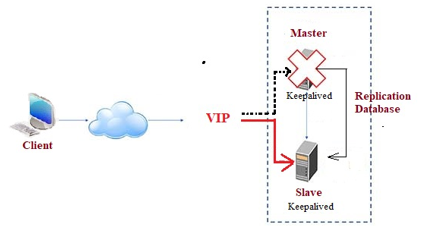 Master
Keepalived
Replication
Database
VIP
Client
Slave
Keepalived